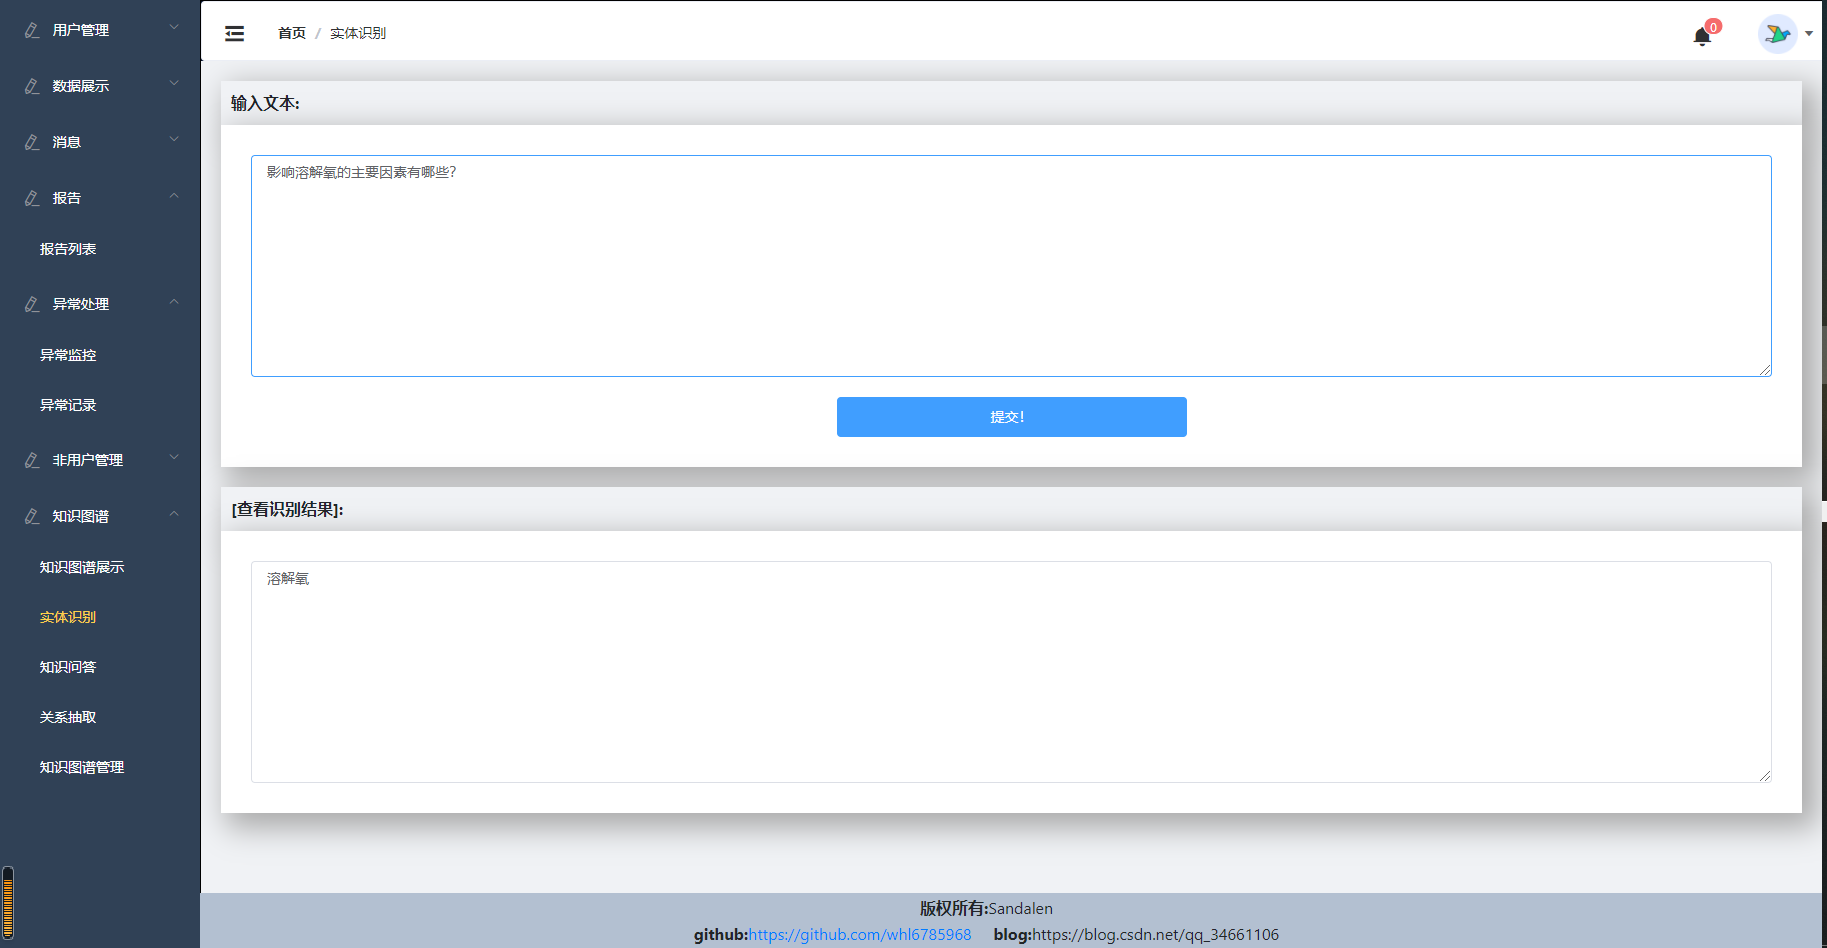 用户管理
数据展示
消息
报告
报告列表
异常处理
异常监控
异常记录
非用户管理
知识图谱
知识图谱展示
实体识别
知识问答
关系抽取
知识图谱管理
首页 / 实体识别
0
输入文本:
影响溶解氧的主要因素有哪些?
提交!
[查看识别结果]:
溶解氧
版权所有:Sandalen
github:https://github.com/whl6785968 blog:https://blog.csdn.net/qq_34661106